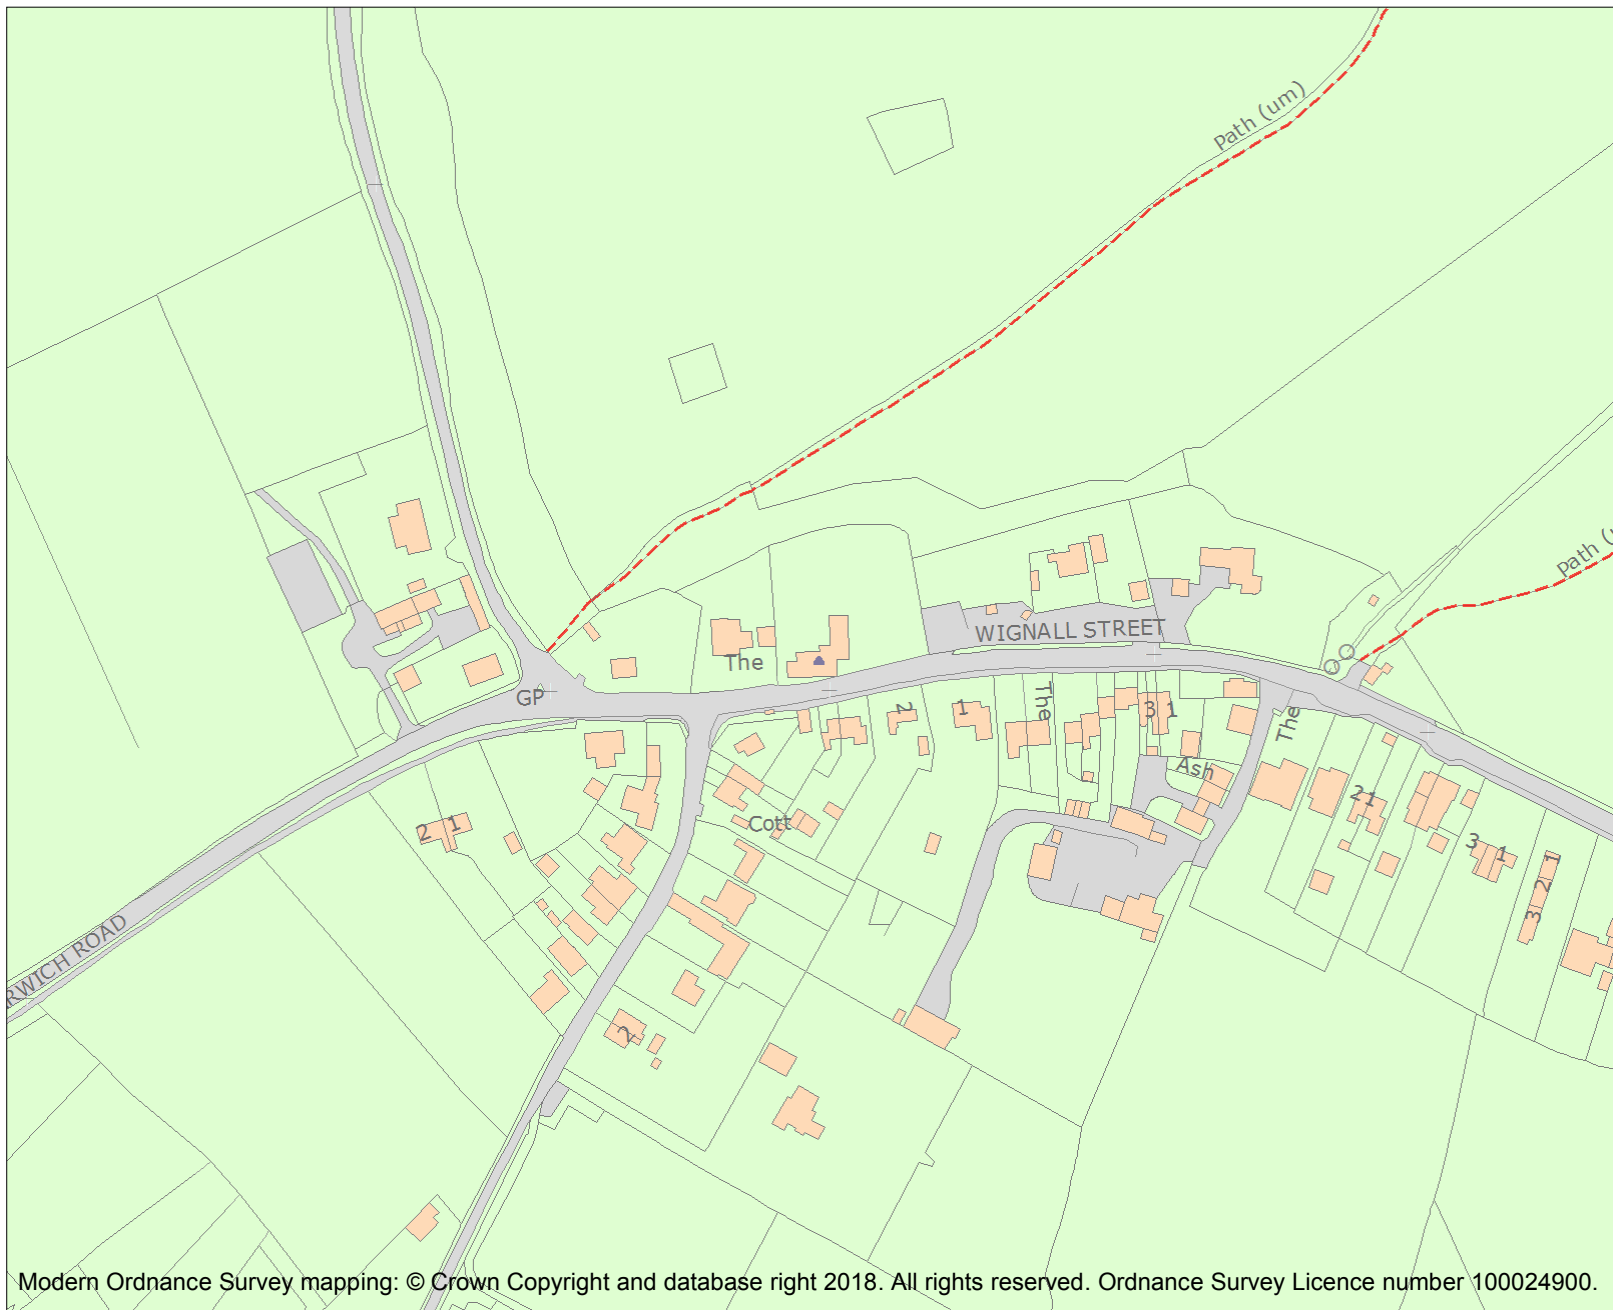 Path (um)
Path (
WIGNALL STREET
The
GP
The
2
1
3 1
The
Ash
2 1
Cott
2 1
3 1
1
2
3
RWICH ROAD
2
Modern Ordnance Survey mapping: © Crown Copyright and database right 2018. All rights reserved. Ordnance Survey Licence number 100024900.